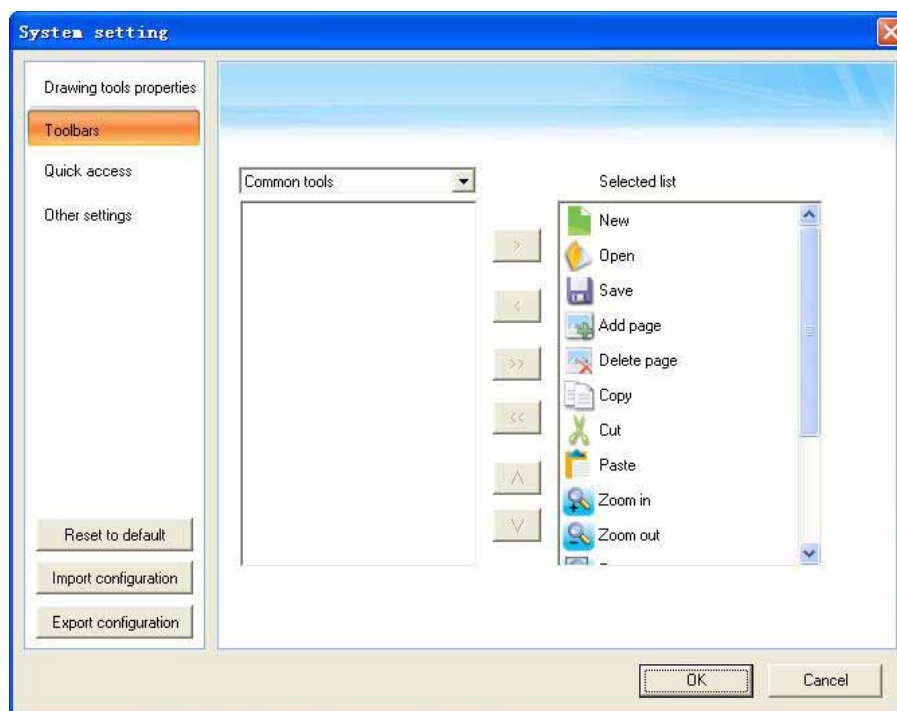 System setting
Drawing tools properties
Toolbars
Quick access
Other settings
Reset to default
Import configuration
Export configuration
Common tools
>
<
>>
<<
Selected list
New
Open
Save
Add page
Delete page
Copy
Cut
Paste
Zoom in
Zoom out
OK
Cancel